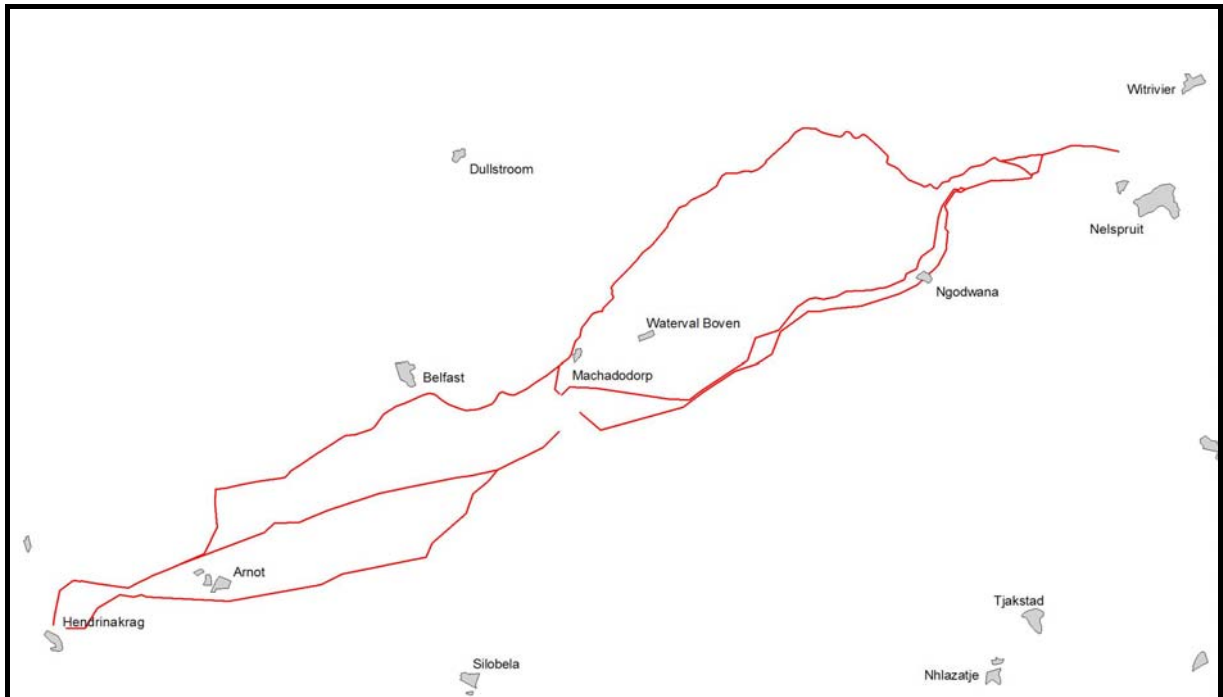 Witrivier
Dullstroom
Nelspruit
Ngodwana
Waterval Boven
Machadodorp
Belfast
Arnot
Tjakstad
Hendrinakrag
Silobela
Nhlazatje